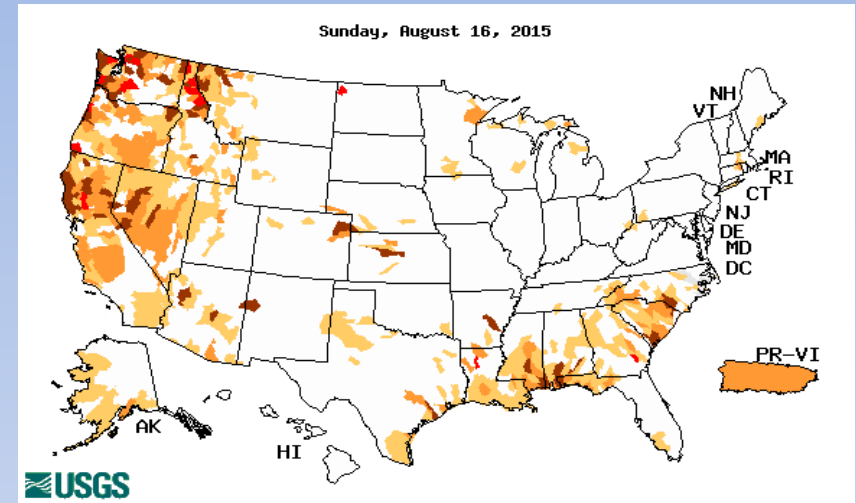 Sunday, August 16, 2015
NH
VT
MA
RI
CT
NJ
DE
MD
DC
PR-VI
AK
HI
USGS